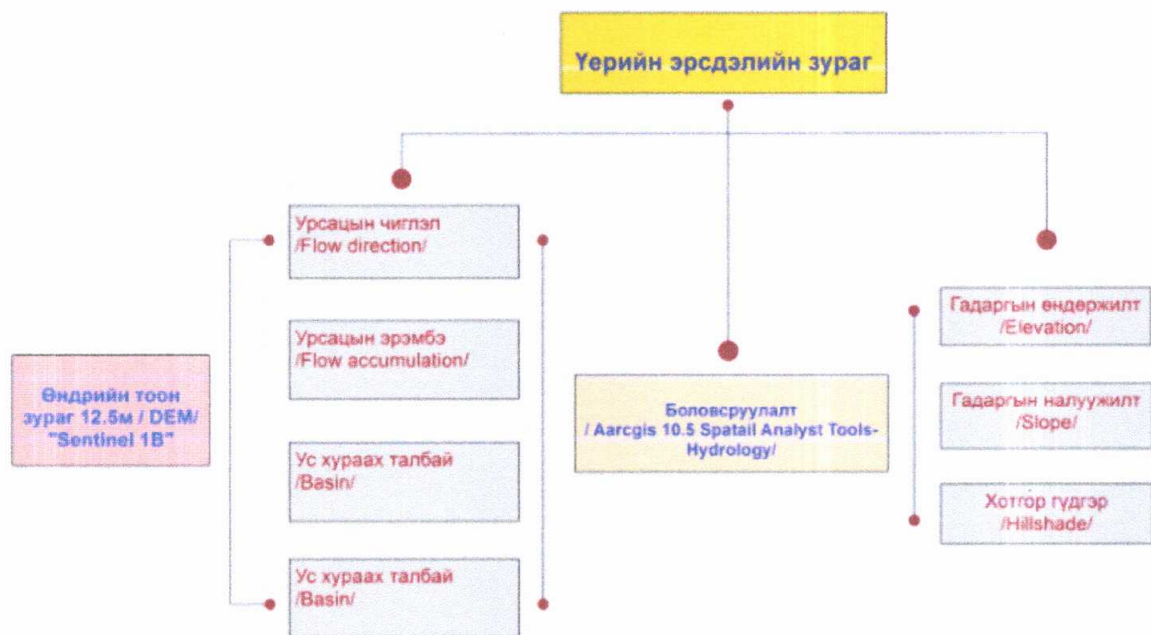 Үерийн эрсдэлийн зураг
Урсацын чиглэл
/Flow direction/
Урсацын эрэмбэ
/Flow accumulation/
Ус хураах талбай
/Basin/
Ус хураах талбай
/Basin/
Өндрийн тоон
зураг 12.5м / DEM/
"Sentinel 1B"
Боловсруулалт
/ Aarcgis 10.5 Spatail Analyst Tools-
Hydrology/
Гадаргын өндөржилт
/Elevation/
Гадаргын налуужилт
/Slope/
Хотгор гүдгэр
/Hillshade/